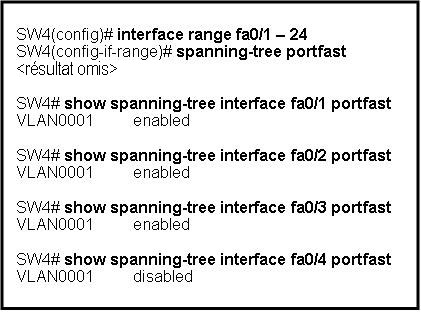 SW4(config)# interface range fa0/1 – 24
SW4(config-if-range)# spanning-tree portfast
<résultat omis>
SW4# show spanning-tree interface fa0/1 portfast
VLAN0001 enabled
SW4# show spanning-tree interface fa0/2 portfast
VLAN0001 enabled
SW4# show spanning-tree interface fa0/3 portfast
VLAN0001 enabled
SW4# show spanning-tree interface fa0/4 portfast
VLAN0001 disabled